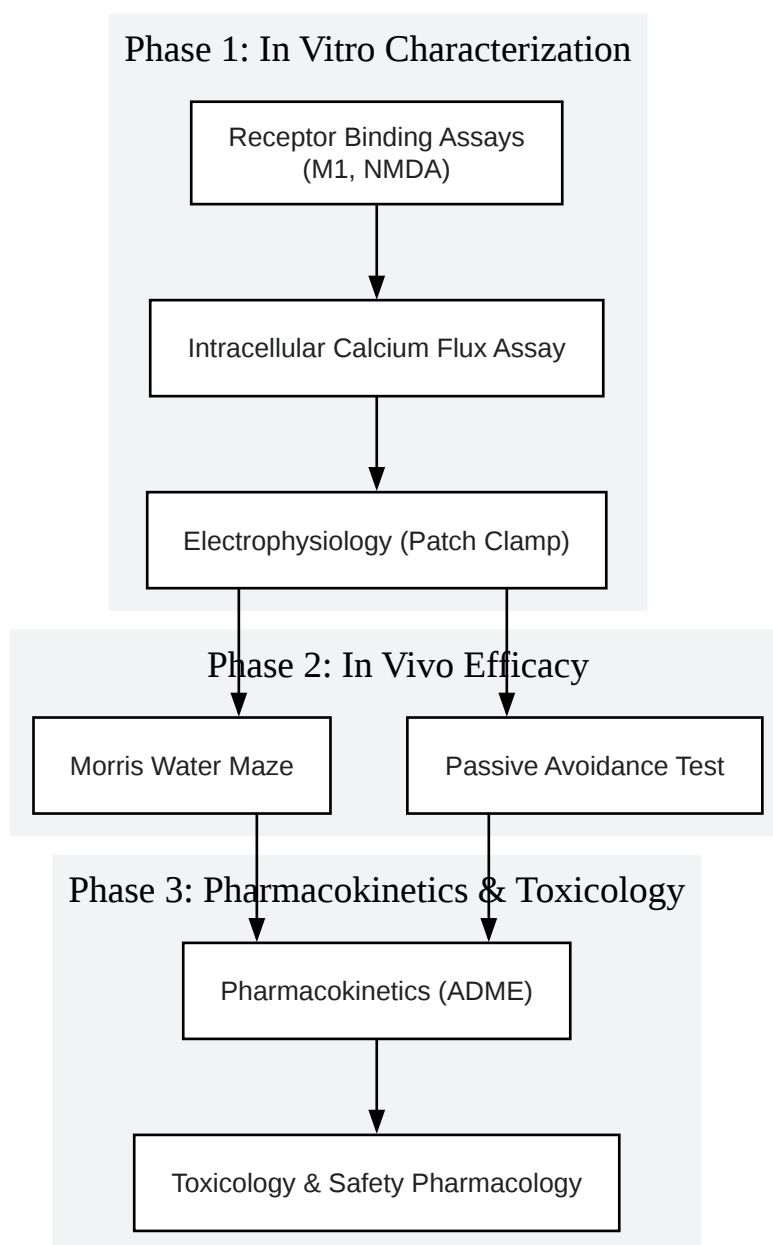 Phase 1: In Vitro Characterization
Receptor Binding Assays
(M1, NMDA)
Intracellular Calcium Flux Assay
Electrophysiology (Patch Clamp)
Phase 2: In Vivo Efficacy
Morris Water Maze
Passive Avoidance Test
Phase 3: Pharmacokinetics & Toxicology
Pharmacokinetics (ADME)
Toxicology & Safety Pharmacology